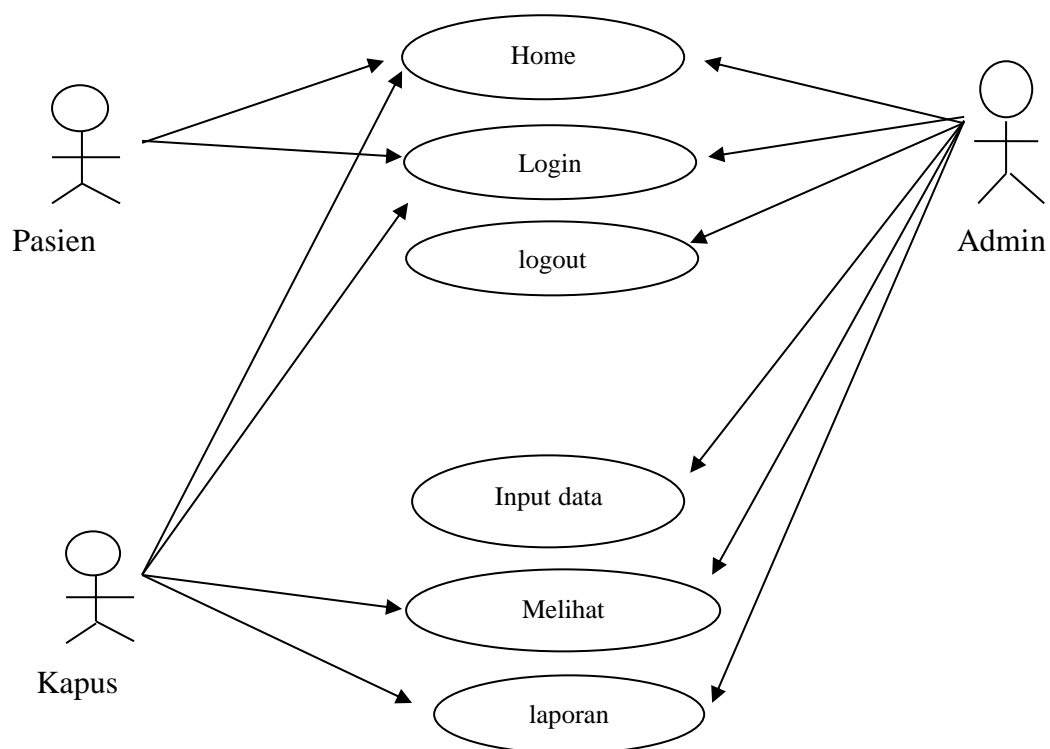 Home
Login
Pasien
Admin
logout
Input data
Melihat
Kapus
laporan